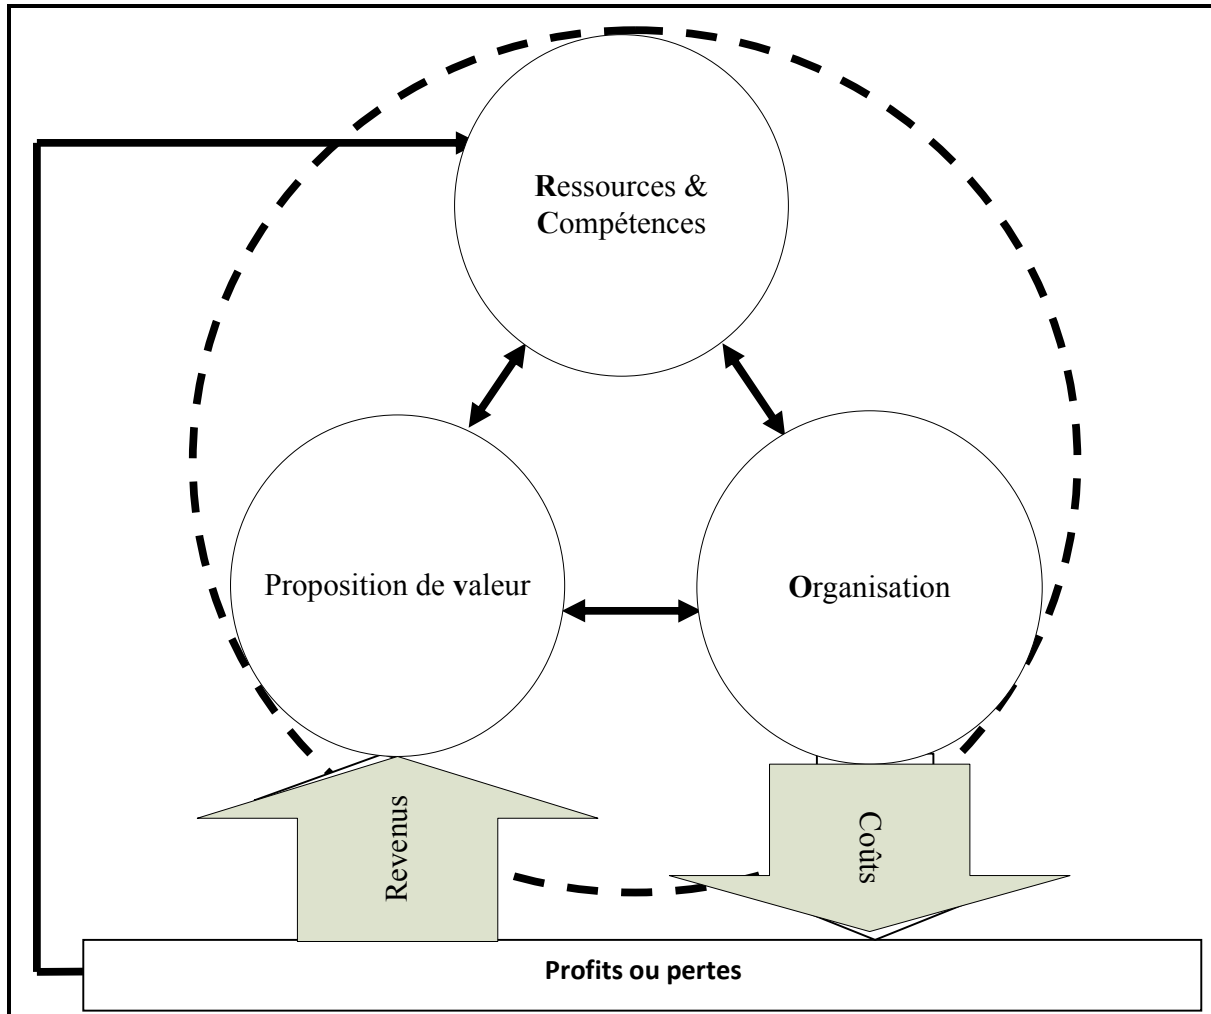 Ressources &
Compétences
Proposition de valeur
Organisation
Revenus
Coûts
Profits ou pertes